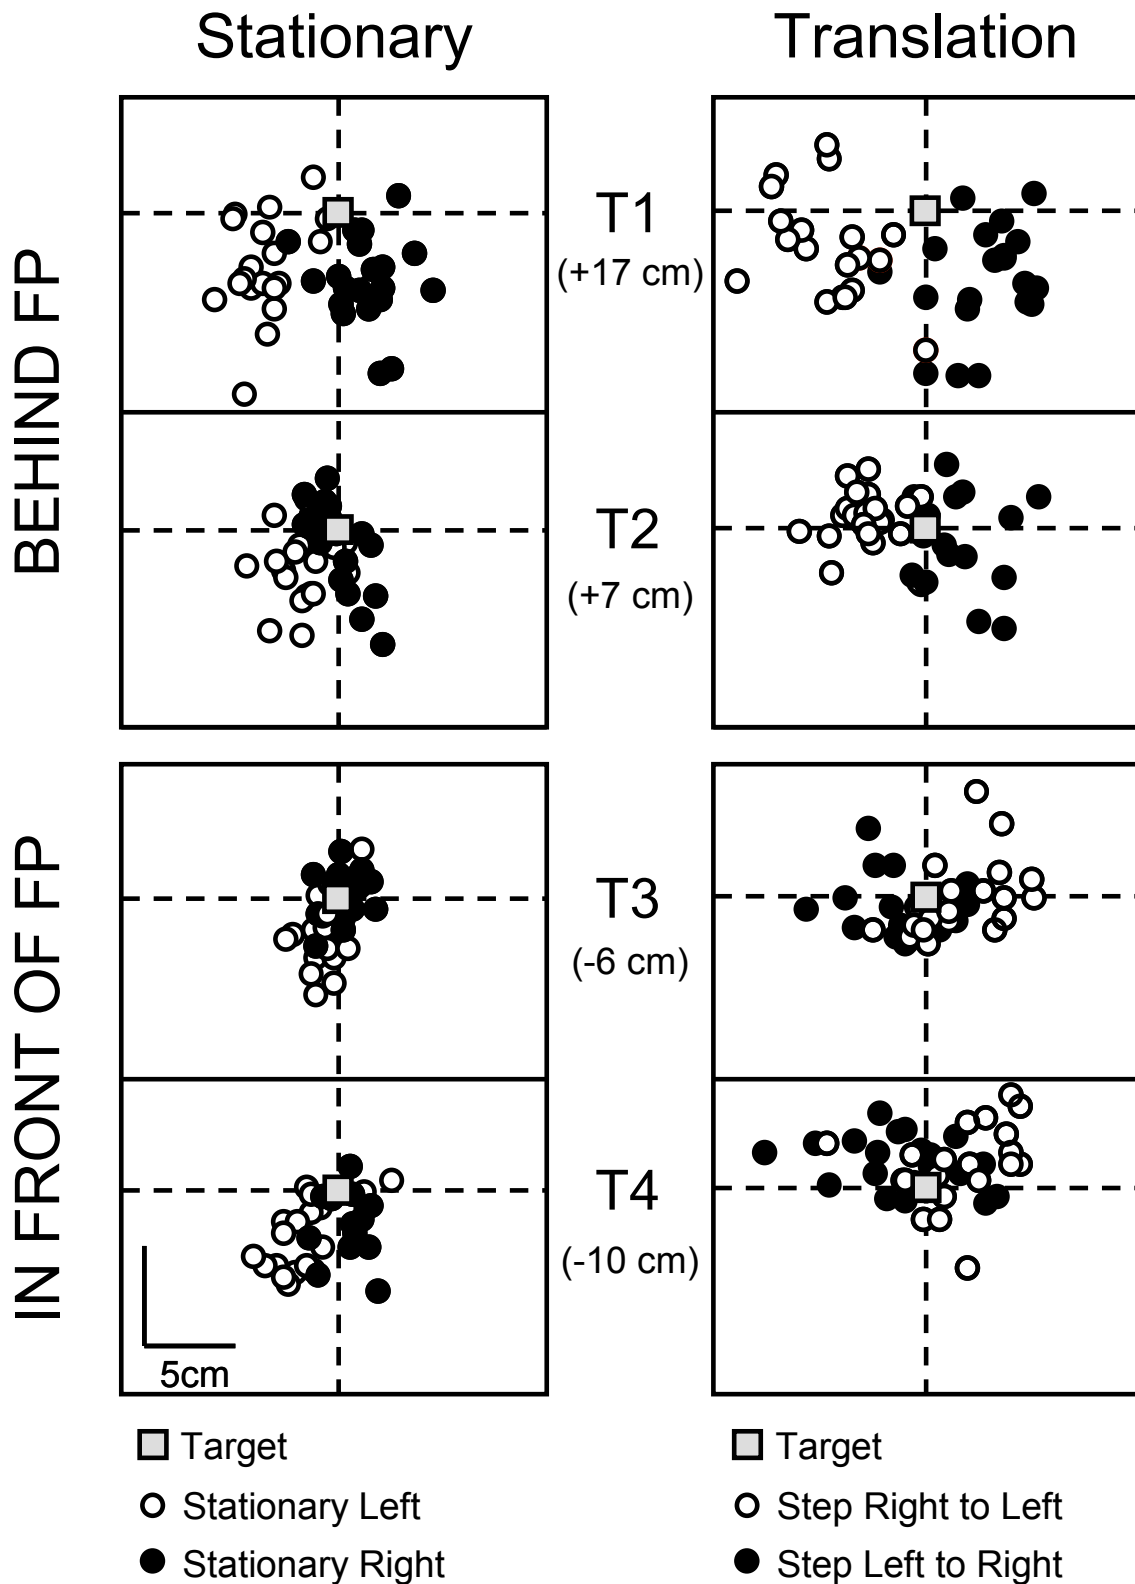 Stationary
Translation
BEHIND FP
T1
(+17 cm)
T2
(+7 cm)
IN FRONT OF FP
T3
(-6 cm)
T4
(-10 cm)
5cm
Target
Stationary Left
Stationary Right
Target
Step Right to Left
Step Left to Right